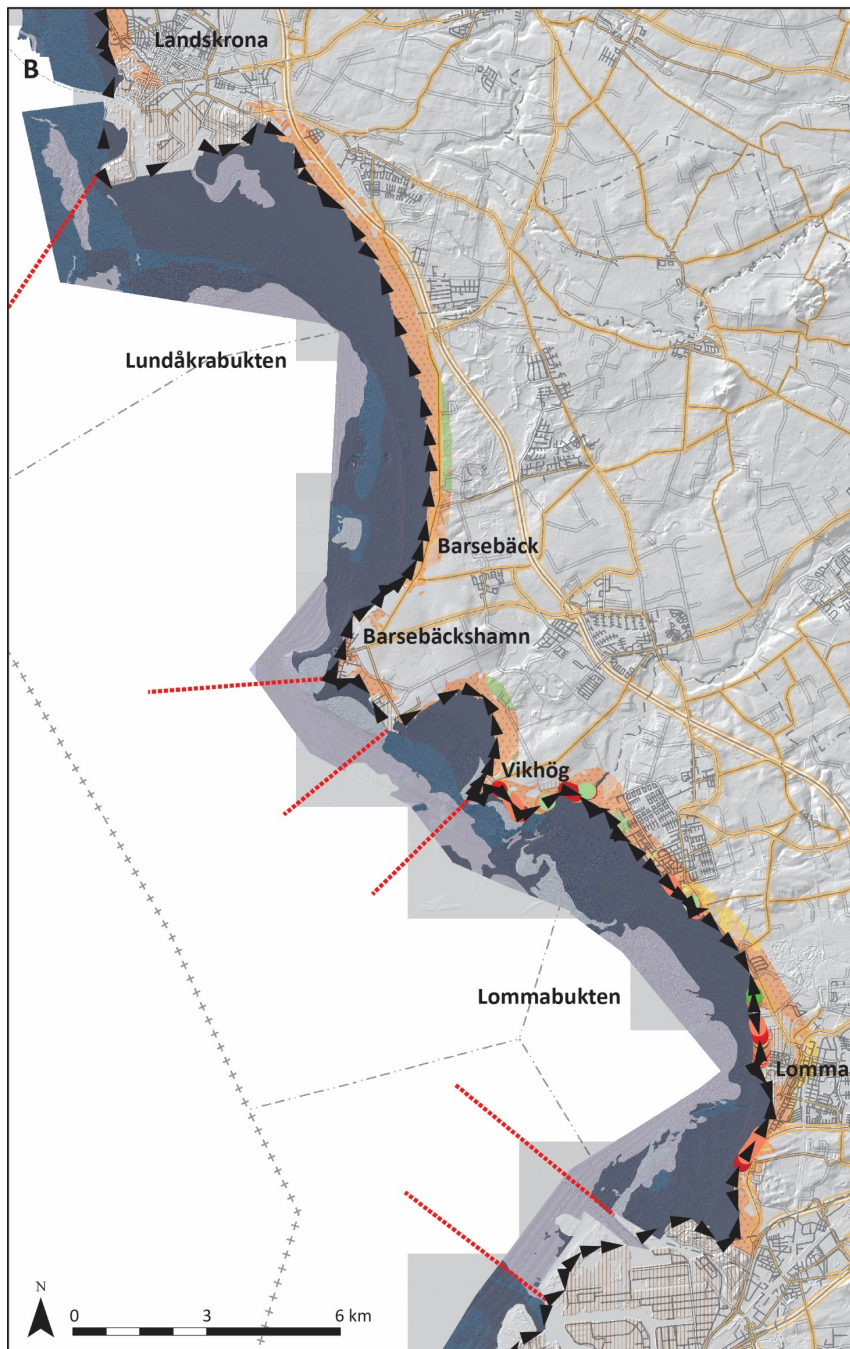 Landskrona
B
Lundåkrabukten
Barsebäck
Barsebäckshamn
Vikhög
Lommabukten
Lomma
N
0 3 6 km